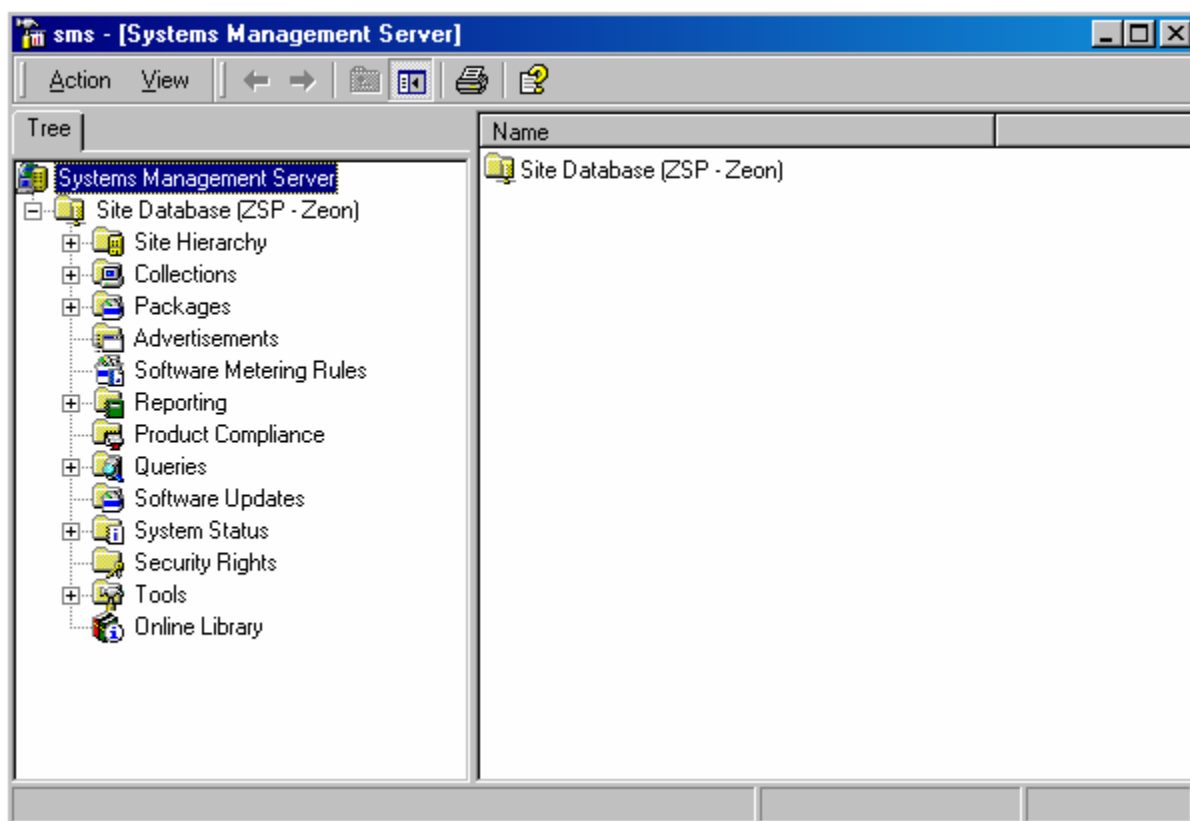 sms - [Systems Management Server]
Action View
Tree
Name
Systems Management Server
Site Database (ZSP - Zeon)
Site Database (ZSP - Zeon)
Site Hierarchy
Collections
Packages
Advertisements
Software Metering Rules
Reporting
Product Compliance
Queries
Software Updates
System Status
Security Rights
Tools
Online Library